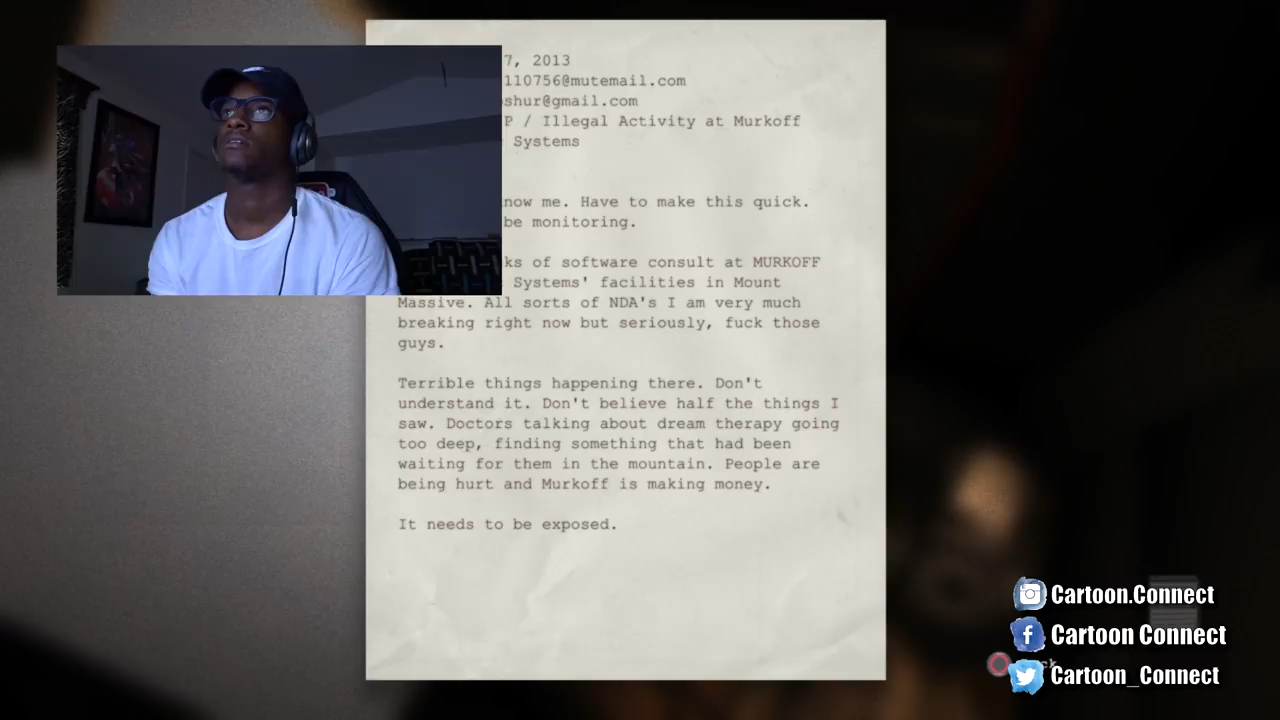 7, 2013
110756@mutemail.com
shur@gmail.com
P / Illegal Activity at Murkoff
Systems
now me. Have to make this quick.
be monitoring.
ks of software consult at MURKOFF
Systems' facilities in Mount
Massive. All sorts of NDA's I am very much
breaking right now but seriously, fuck those
guys.
Terrible things happening there. Don't
understand it. Don't believe half the things I
saw. Doctors talking about dream therapy going
too deep, finding something that had been
waiting for them in the mountain. People are
being hurt and Murkoff is making money.
It needs to be exposed.
Cartoon.Connect
Cartoon Connect
Cartoon_Connect